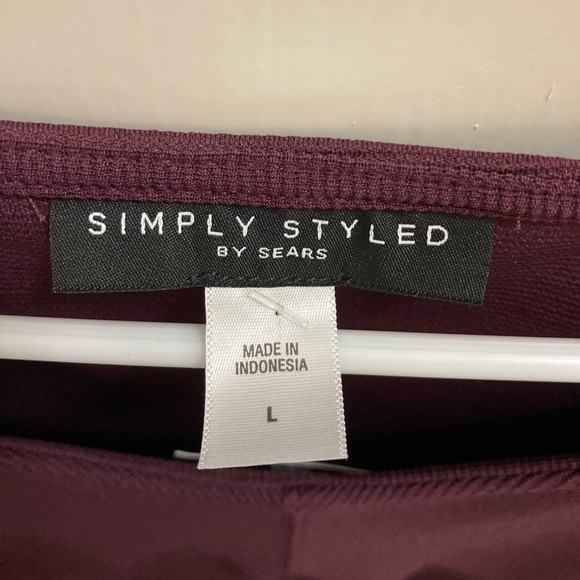 SIMPLY STYLED
BY SEARS
MADE IN
INDONESIA
L